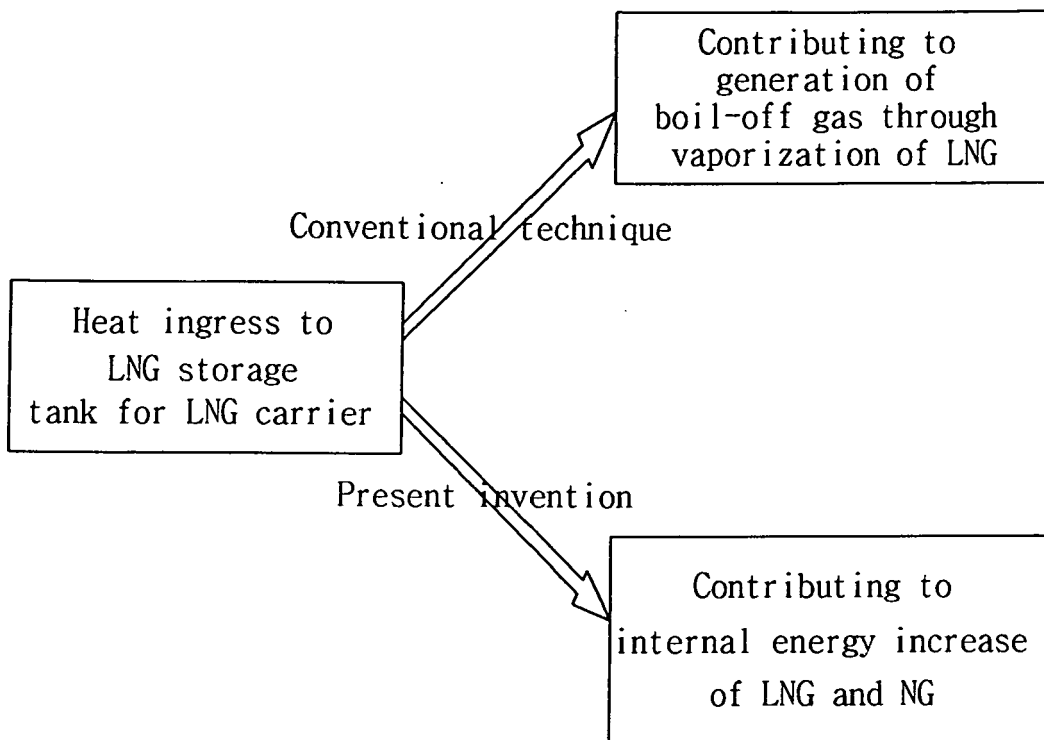 Contributing to
generation of
boil-off gas through
vaporization of LNG
Conventional technique
Heat ingress to
LNG storage
tank for LNG carrier
Present invention
Contributing to
internal energy increase
of LNG and NG